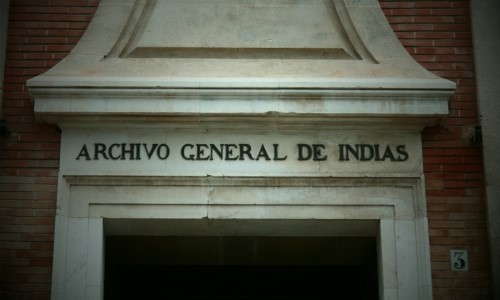 ARCHIVO GENERAL DE INDIAS
3